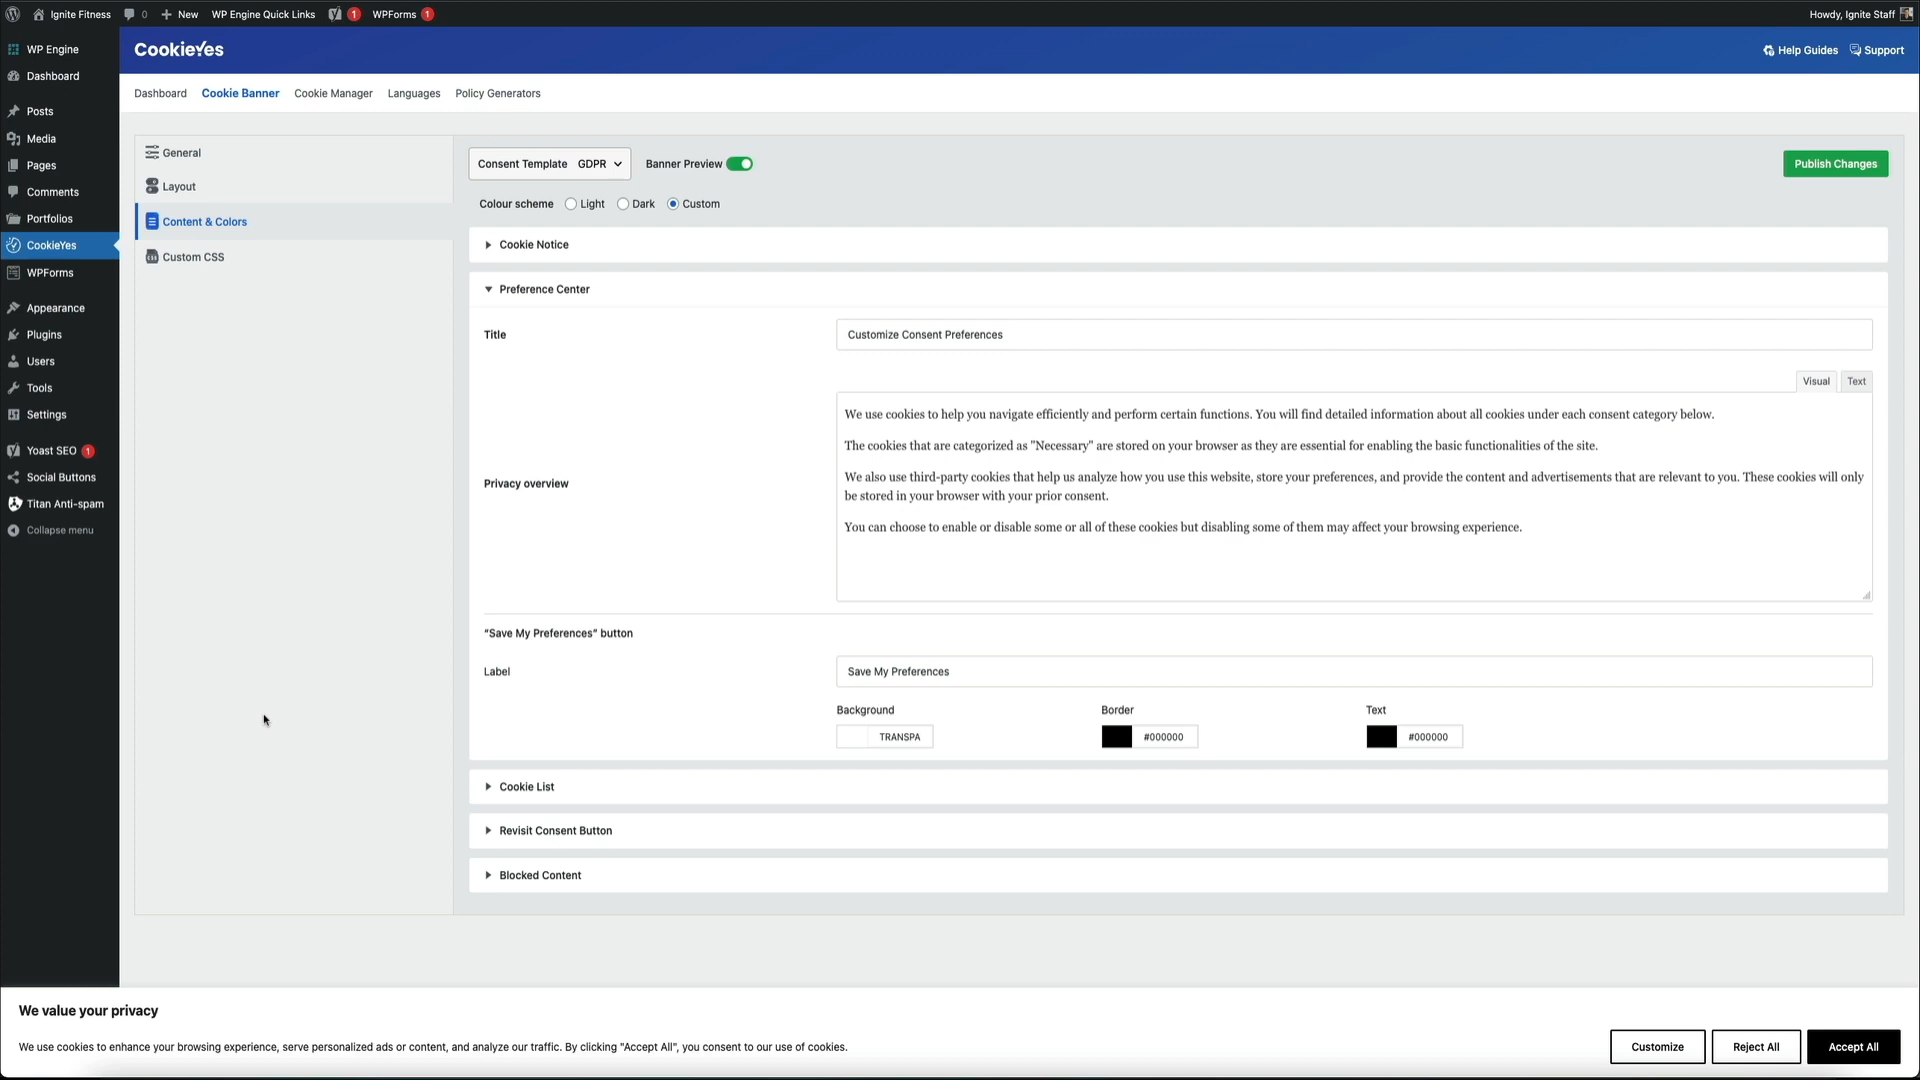 Ignite Fitness
0
New
WP Engine Quick Links
1
WPForms
1
Howdy, Ignite Staff
WP Engine
Dashboard
Posts
Media
Pages
Comments
Portfolios
CookieYes
WPForms
Appearance
Plugins
Users
Tools
Settings
Yoast SEO 1
Social Buttons
Titan Anti-spam
Collapse menu
CookieYes
Help Guides
Support
Dashboard
Cookie Banner
Cookie Manager
Languages
Policy Generators
General
Layout
Content & Colors
Custom CSS
Consent Template GDPR
Banner Preview
Publish Changes
Colour scheme
Light
Dark
Custom
Cookie Notice
Preference Center
Title
Customize Consent Preferences
Visual
Text
Privacy overview
We use cookies to help you navigate efficiently and perform certain functions. You will find detailed information about all cookies under each consent category below.
The cookies that are categorized as "Necessary" are stored on your browser as they are essential for enabling the basic functionalities of the site.
We also use third-party cookies that help us analyze how you use this website, store your preferences, and provide the content and advertisements that are relevant to you. These cookies will only
be stored in your browser with your prior consent.
You can choose to enable or disable some or all of these cookies but disabling some of them may affect your browsing experience.
“Save My Preferences” button
Label
Save My Preferences
Background
Border
Text
TRANSPA
#000000
#000000
Cookie List
Revisit Consent Button
Blocked Content
We value your privacy
We use cookies to enhance your browsing experience, serve personalized ads or content, and analyze our traffic. By clicking "Accept All", you consent to our use of cookies.
Customize
Reject All
Accept All